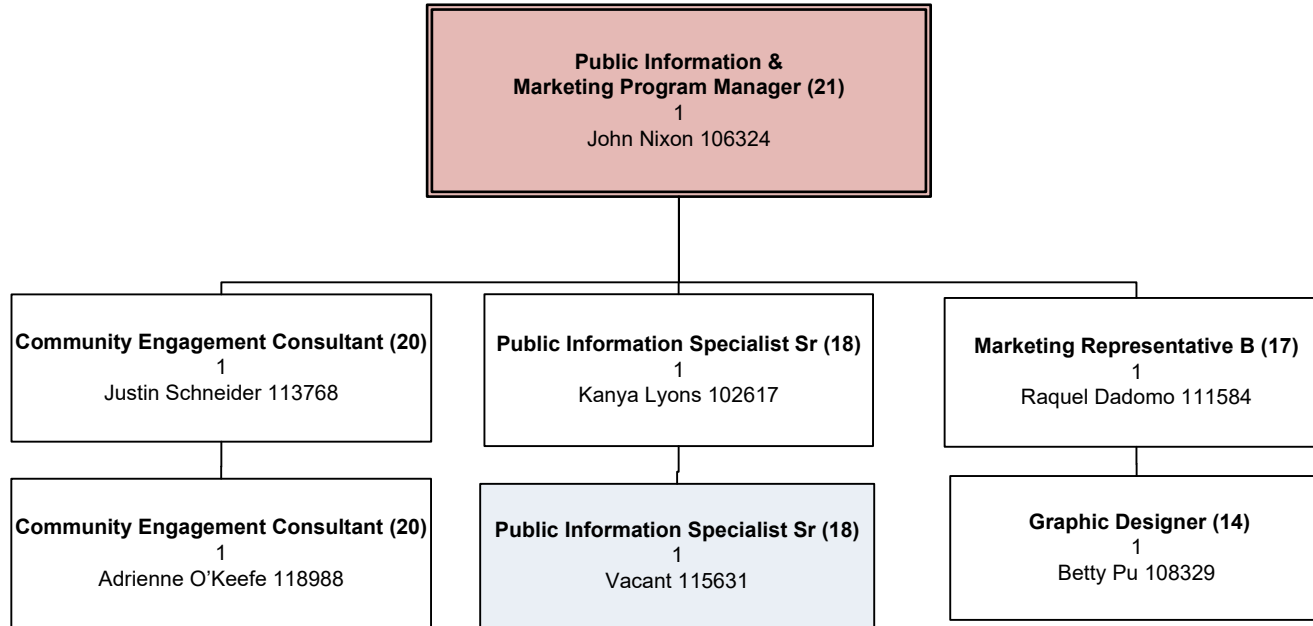 Public Information &
Marketing Program Manager (21)
1
John Nixon 106324
Community Engagement Consultant (20)
1
Justin Schneider 113768
Public Information Specialist Sr (18)
1
Kanya Lyons 102617
Marketing Representative B (17)
1
Raquel Dadomo 111584
Community Engagement Consultant (20)
1
Adrienne O’Keefe 118988
Public Information Specialist Sr (18)
1
Vacant 115631
Graphic Designer (14)
1
Betty Pu 108329